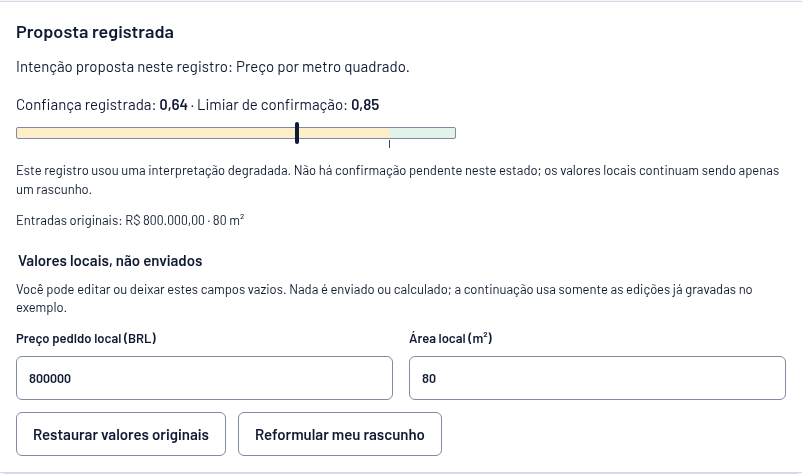 Proposta registrada
Intenção proposta neste registro: Preço por metro quadrado.
Confiança registrada: 0,64 · Limiar de confirmação: 0,85
Este registro usou uma interpretação degradada. Não há confirmação pendente neste estado; os valores locais continuam sendo apenas
um rascunho.
Entradas originais: R$ 800.000,00 · 80 m²
Valores locais, não enviados
Você pode editar ou deixar estes campos vazios. Nada é enviado ou calculado; a continuação usa somente as edições já gravadas no
exemplo.
Preço pedido local (BRL)
Área local (m²)
800000
80
Restaurar valores originais
Reformular meu rascunho